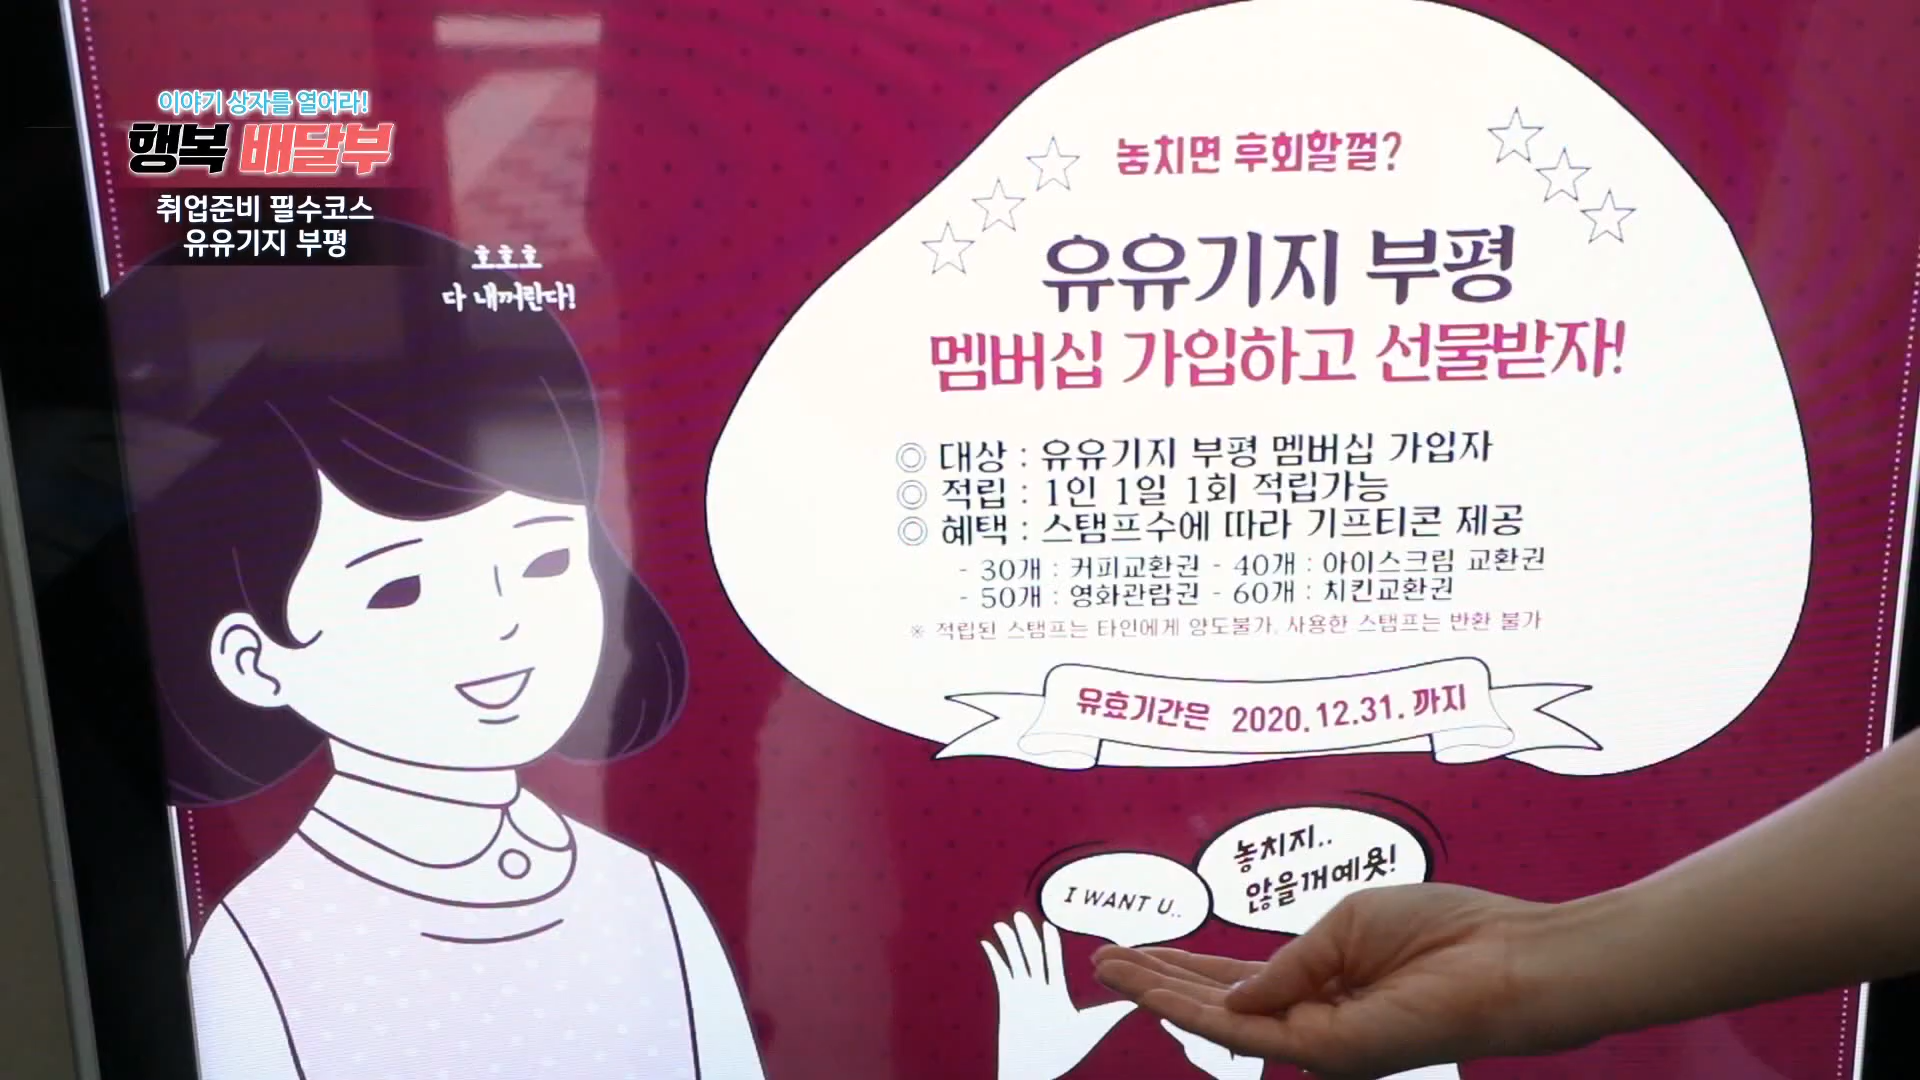 이야기 상자를 열어라!
행복 배달부
취업준비 필수코스
유유기지 부평
호호호
다 내꺼란다!
놓치면 후회할껄?
유유기지 부평
멤버십 가입하고 선물받자!
◎ 대상 : 유유기지 부평 멤버십 가입자
◎ 적립 : 1인 1일 1회 적립가능
◎ 혜택 : 스탬프수에 따라 기프티콘 제공
- 30개 : 커피교환권 - 40개 : 아이스크림 교환권
- 50개 : 영화관람권 - 60개 : 치킨교환권
※ 적립된 스탬프는 타인에게 양도불가, 사용한 스탬프는 반환 불가
유효기간은 2020.12.31. 까지
I WANT U..
놓치지..
않을꺼예욧!